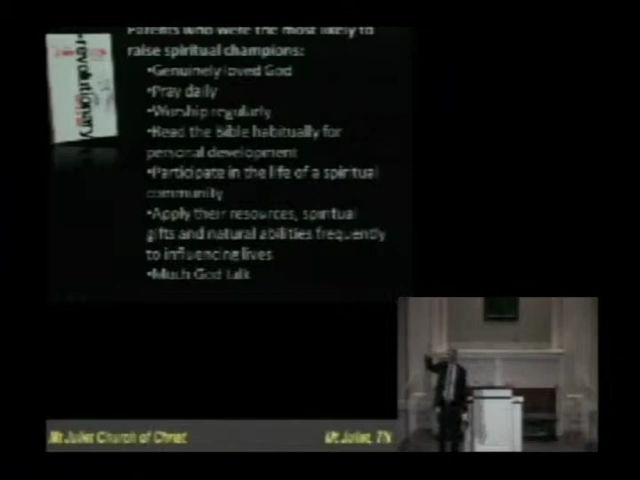 Parents who were the most likely to
raise spiritual champions:
•Genuinely loved God
•Pray daily
•Worship regularly
•Read the Bible habitually for
personal development
•Participate in the life of a spiritual
community
•Apply their resources, spiritual
gifts and natural abilities frequently
to influencing lives
•Much God talk
revolutionary
Mt Juliet Church of Christ
Mt Juliet, TN